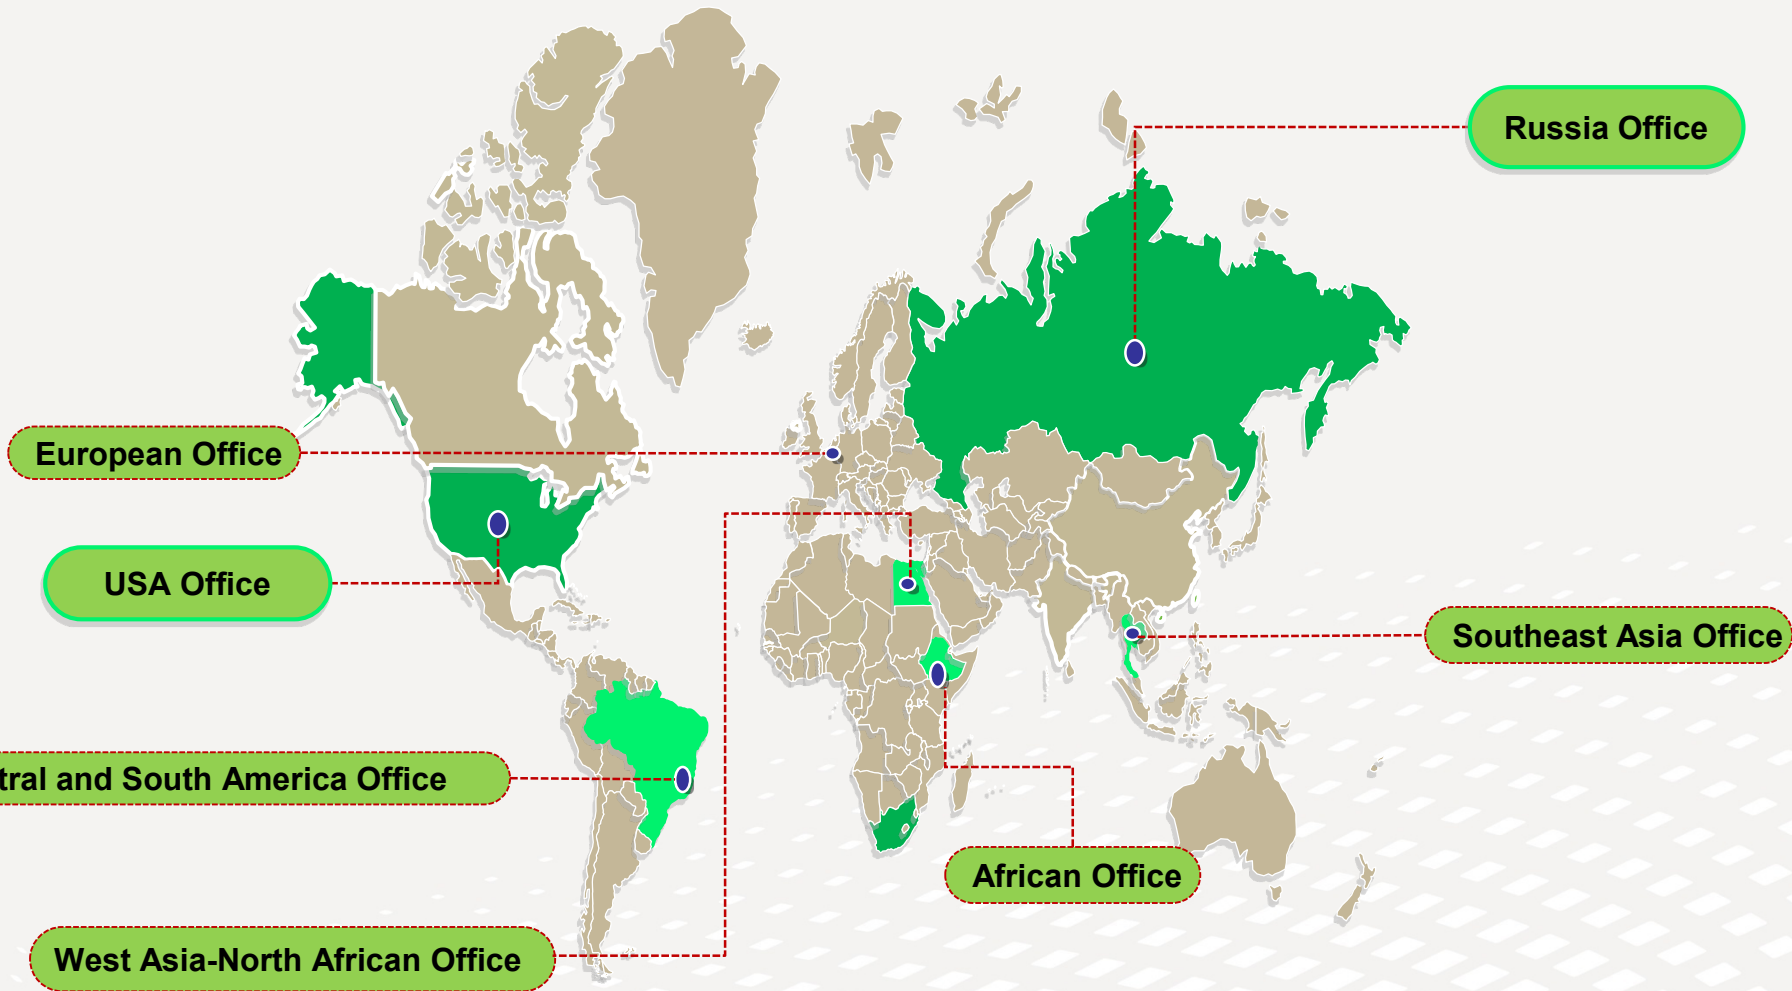 Russia Office
European Office
USA Office
Southeast Asia Office
tral and South America Office
African Office
West Asia-North African Office